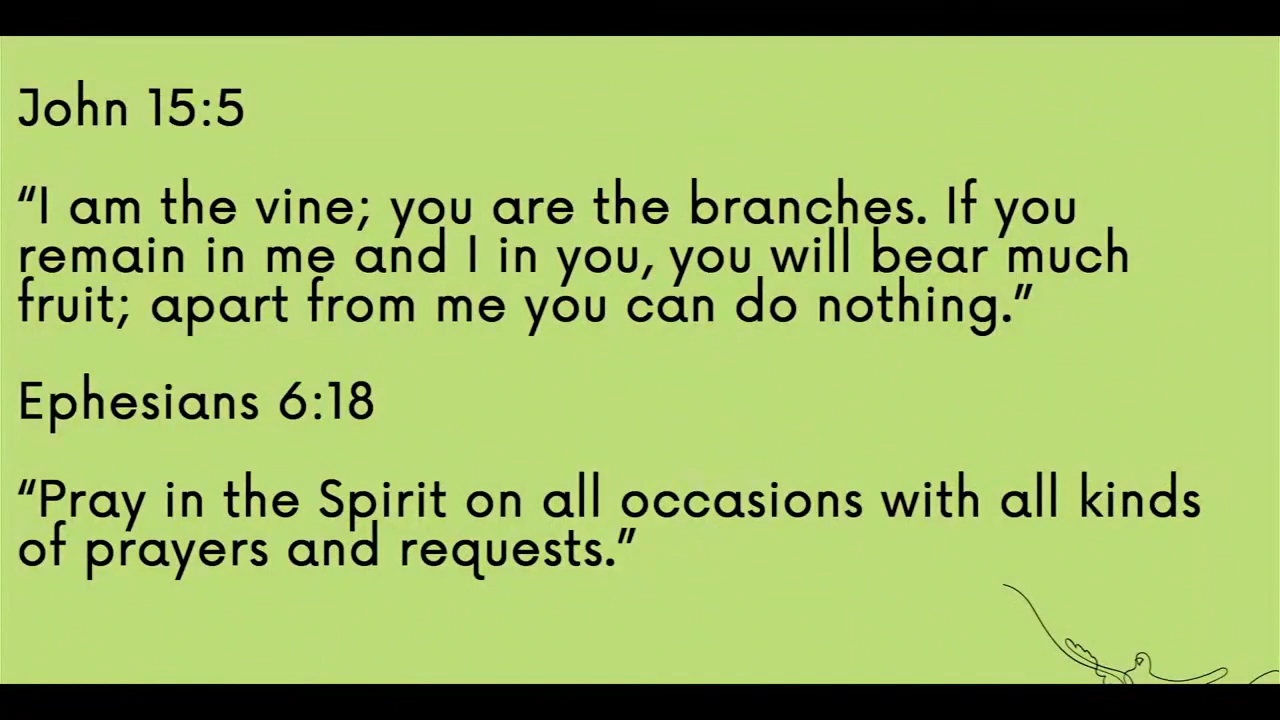 John 15:5
“I am the vine; you are the branches. If you
remain in me and I in you, you will bear much
fruit; apart from me you can do nothing.”
Ephesians 6:18
“Pray in the Spirit on all occasions with all kinds
of prayers and requests.”